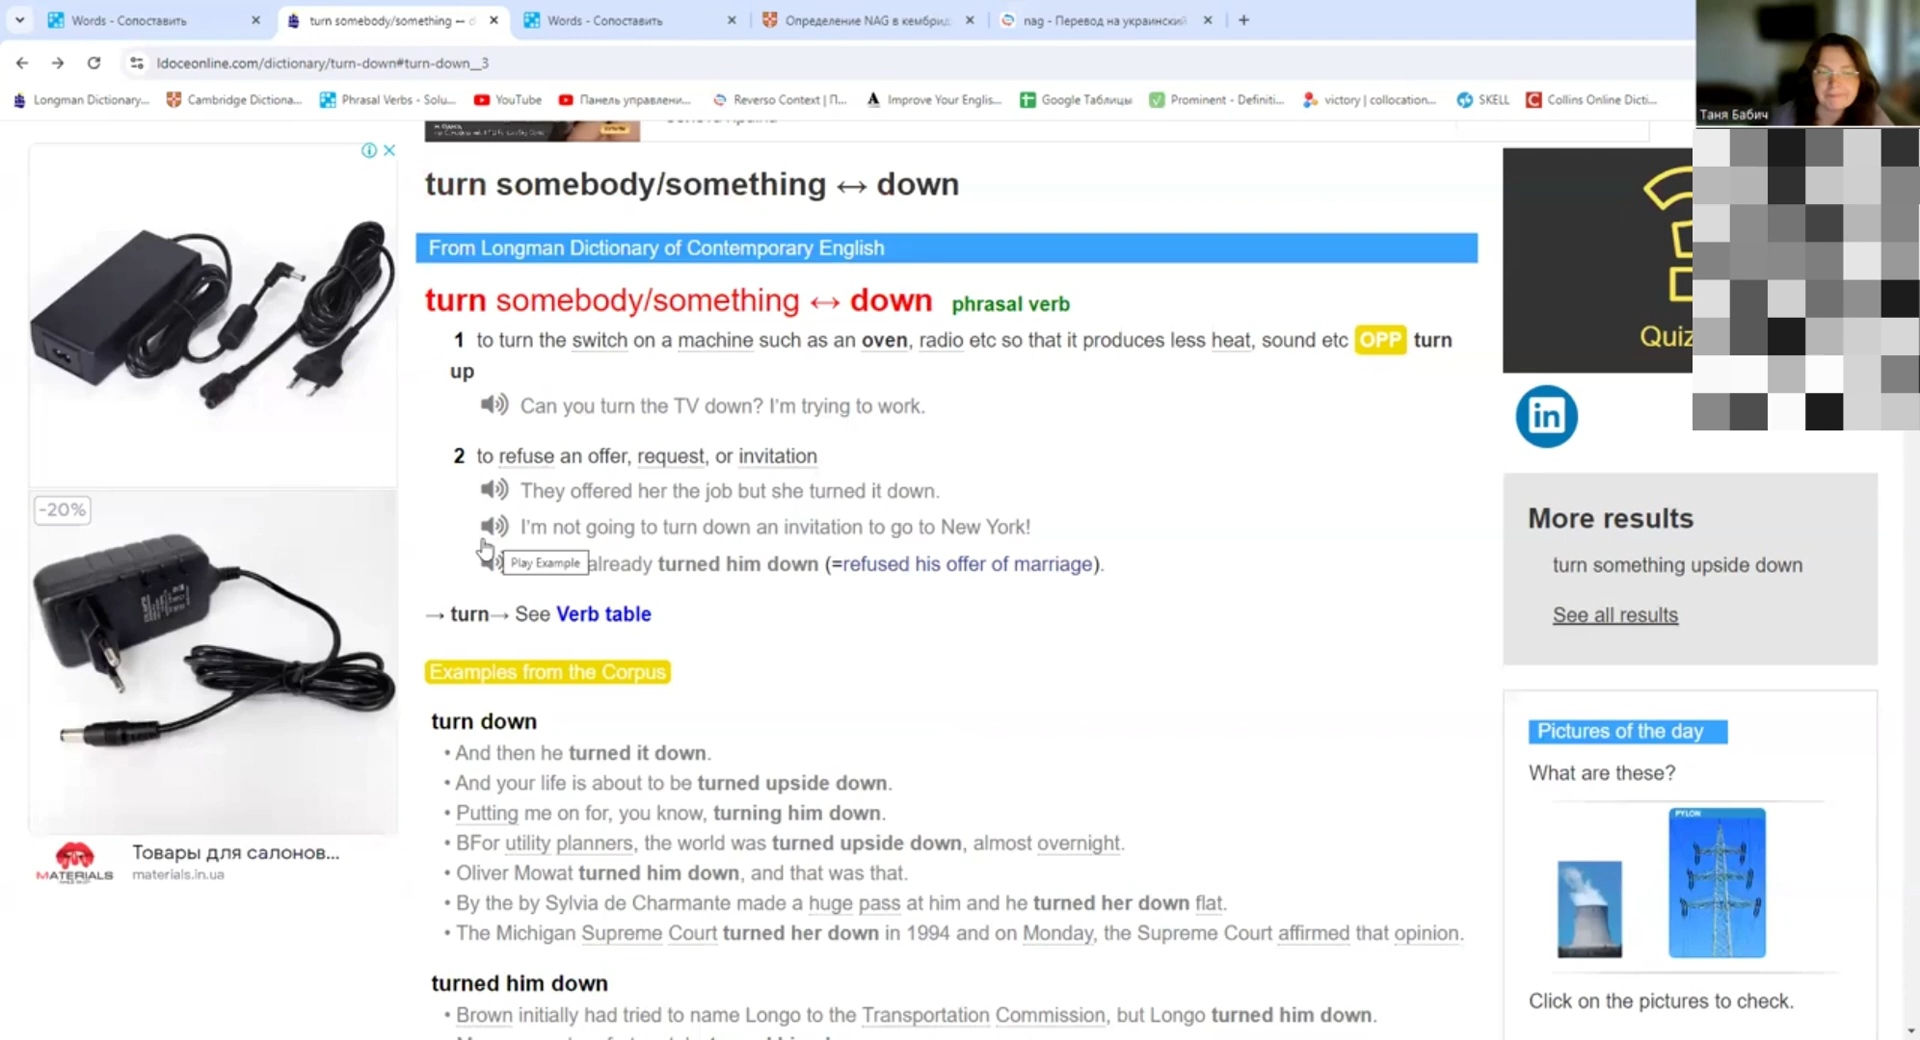 Words - Сопоставить
turn somebody/something ↔ d
Words - Сопоставить
Определение NAG в кембрид
nag - Перевод на украинский
ldoceonline.com/dictionary/turn-down#turn-down__3
Longman Dictionary...
Cambridge Dictiona...
Phrasal Verbs - Solu...
YouTube
Панель управлени...
Reverso Context | П...
Improve Your Englis...
Google Таблицы
Prominent - Definiti...
victory | collocation...
SKELL
Collins Online Dicti...
Таня Бабич
turn somebody/something ↔ down
From Longman Dictionary of Contemporary English
turn somebody/something ↔ down phrasal verb
1 to turn the switch on a machine such as an oven, radio etc so that it produces less heat, sound etc OPP turn
up
Can you turn the TV down? I'm trying to work.
2 to refuse an offer, request, or invitation
They offered her the job but she turned it down.
I'm not going to turn down an invitation to go to New York!
Play Example
already turned him down (=refused his offer of marriage).
→ turn→ See Verb table
Examples from the Corpus
turn down
• And then he turned it down.
• And your life is about to be turned upside down.
• Putting me on for, you know, turning him down.
• BFor utility planners, the world was turned upside down, almost overnight.
• Oliver Mowat turned him down, and that was that.
• By the by Sylvia de Charmante made a huge pass at him and he turned her down flat.
• The Michigan Supreme Court turned her down in 1994 and on Monday, the Supreme Court affirmed that opinion.
turned him down
• Brown initially had tried to name Longo to the Transportation Commission, but Longo turned him down.
-20%
MATERIALS
Товары для салонов...
materials.in.ua
Quiz
in
More results
turn something upside down
See all results
Pictures of the day
What are these?
PYLON
Click on the pictures to check.